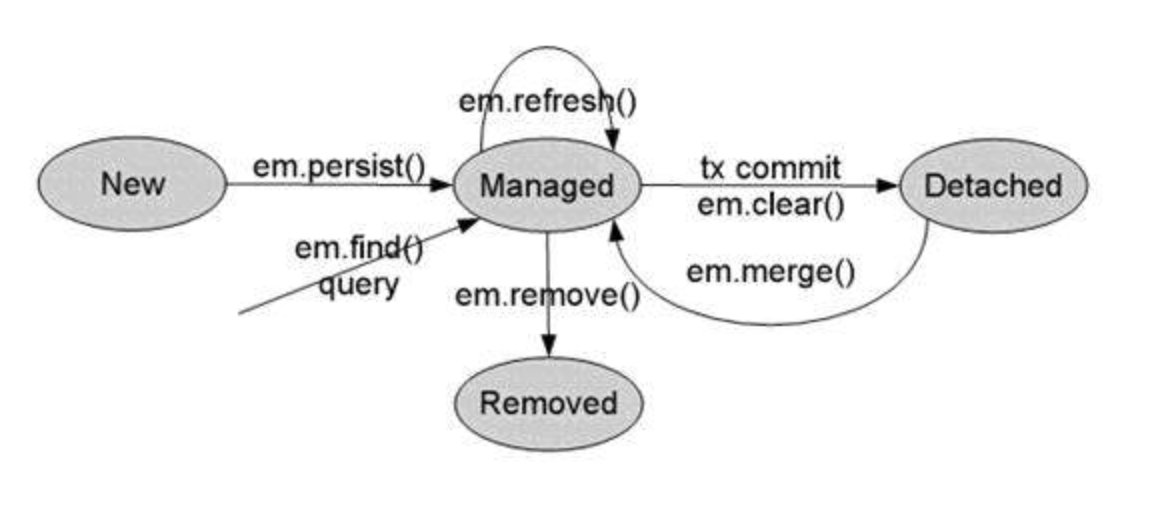 em.refresh()
New
em.persist()
Managed
tx commit
em.clear()
Detached
em.find()
query
em.remove()
em.merge()
Removed